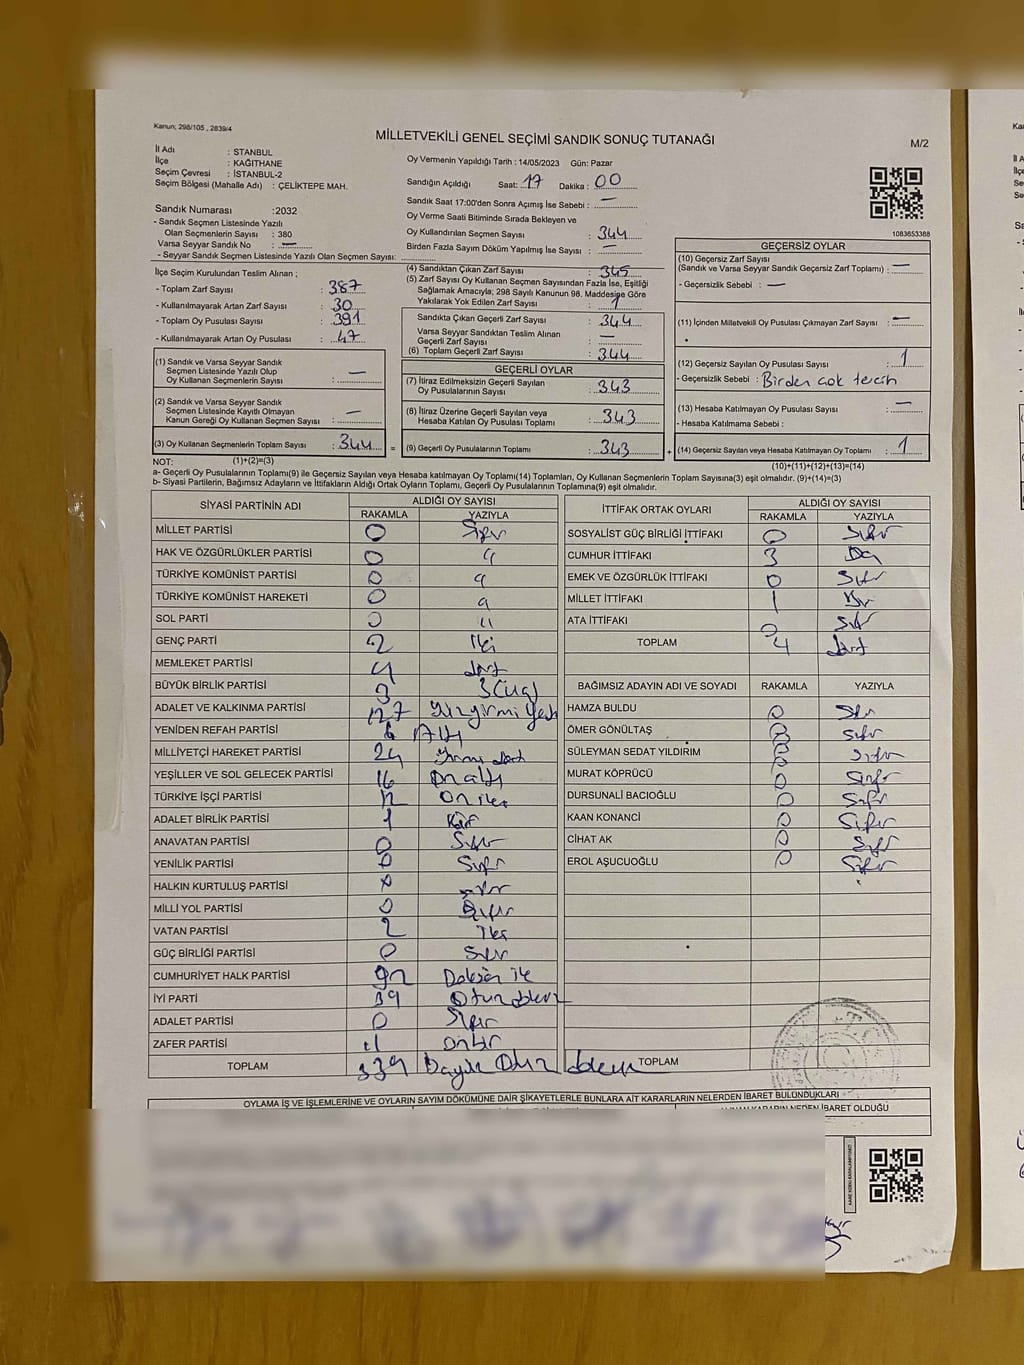 Kanun; 298/105 , 2839/4
MİLLETVEKİLİ GENEL SEÇİMİ SANDIK SONUÇ TUTANAĞI
M/2
İl Adı : STANBUL
İlçe : KAĞITHANE
Seçim Çevresi : İSTANBUL-2
Seçim Bölgesi (Mahalle Adı) : ÇELİKTEPE MAH.
Sandık Numarası :2032
- Sandık Seçmen Listesinde Yazılı
Olan Seçmenlerin Sayısı : 380
Varsa Seyyar Sandık No : —
- Seyyar Sandık Seçmen Listesinde Yazılı Olan Seçmen Sayısı:
Oy Vermenin Yapıldığı Tarih : 14/05/2023 Gün: Pazar
Sandığın Açıldığı Saat: 17 Dakika : 00
Sandık Saat 17:00'den Sonra Açımış İse Sebebi : —
Oy Verme Saati Bitiminde Sırada Bekleyen ve
Oy Kullandırılan Seçmen Sayısı : 344
Birden Fazla Sayım Döküm Yapılmış İse Sayısı : —
1083653388
İlçe Seçim Kurulundan Teslim Alınan ;
- Toplam Zarf Sayısı : 387
- Kullanılmayarak Artan Zarf Sayısı : 30
- Toplam Oy Pusulası Sayısı : 391
- Kullanılmayarak Artan Oy Pusulası : 47
(4) Sandıktan Çıkan Zarf Sayısı : 345
(5) Zarf Sayısı Oy Kullanan Seçmen Sayısından Fazla İse, Eşitliği
Sağlamak Amacıyla; 298 Sayılı Kanunun 98. Maddesine Göre
Yakılarak Yok Edilen Zarf Sayısı : 1
Sandıkta Çıkan Geçerli Zarf Sayısı : 344
Varsa Seyyar Sandıktan Teslim Alınan
Geçerli Zarf Sayısı : —
(6) Toplam Geçerli Zarf Sayısı : 344
GEÇERSİZ OYLAR
(10) Geçersiz Zarf Sayısı
(Sandık ve Varsa Seyyar Sandık Geçersiz Zarf Toplamı) : —
- Geçersizlik Sebebi : —
(11) İçinden Milletvekili Oy Pusulası Çıkmayan Zarf Sayısı : —
(12) Geçersiz Sayılan Oy Pusulası Sayısı : 1
- Geçersizlik Sebebi : Birden çok tercih
(13) Hesaba Katılmayan Oy Pusulası Sayısı : —
- Hesaba Katılmama Sebebi :
(14) Geçersiz Sayılan veya Hesaba Katılmayan Oy Toplamı : 1
(10)+(11)+(12)+(13)=(14)
(1) Sandık ve Varsa Seyyar Sandık
Seçmen Listesinde Yazılı Olup
Oy Kullanan Seçmenlerin Sayısı : —
(2) Sandık ve Varsa Seyyar Sandık
Seçmen Listesinde Kayıtlı Olmayan
Kanun Gereği Oy Kullanan Seçmen Sayısı : —
(3) Oy Kullanan Seçmenlerin Toplam Sayısı : 344 =
(1)+(2)=(3)
GEÇERLİ OYLAR
(7) İtiraz Edilmeksizin Geçerli Sayılan
Oy Pusulalarının Sayısı : 343
(8) İtiraz Üzerine Geçerli Sayılan veya
Hesaba Katılan Oy Pusulası Toplamı : 343
(9) Geçerli Oy Pusulalarının Toplamı : 343 +
NOT:
a- Geçerli Oy Pusulalarının Toplamı(9) ile Geçersiz Sayılan veya Hesaba katılmayan Oy Toplamı(14) Toplamları, Oy Kullanan Seçmenlerin Toplam Sayısına(3) eşit olmalıdır. (9)+(14)=(3)
b- Siyasi Partilerin, Bağımsız Adayların ve İttifakların Aldığı Ortak Oyların Toplamı, Geçerli Oy Pusulalarının Toplamına(9) eşit olmalıdır.
SİYASİ PARTİNİN ADI ALDIĞI OY SAYISI
RAKAMLA YAZIYLA
MİLLET PARTİSİ 0 Sıfır
HAK VE ÖZGÜRLÜKLER PARTİSİ 0 "
TÜRKİYE KOMÜNİST PARTİSİ 0 "
TÜRKİYE KOMÜNİST HAREKETİ 0 "
SOL PARTİ 0 "
GENÇ PARTİ 2 İki
MEMLEKET PARTİSİ 4 dört
BÜYÜK BİRLİK PARTİSİ 3 3 (Üç)
ADALET VE KALKINMA PARTİSİ 127 Yüzyirmi Yedi
YENİDEN REFAH PARTİSİ 6 Altı
MİLLİYETÇİ HAREKET PARTİSİ 24 Yirmi dört
YEŞİLLER VE SOL GELECEK PARTİSİ 16 On altı
TÜRKİYE İŞÇİ PARTİSİ 12 On iki
ADALET BİRLİK PARTİSİ 1 Bir
ANAVATAN PARTİSİ 0 Sıfır
YENİLİK PARTİSİ 0 Sıfır
HALKIN KURTULUŞ PARTİSİ sıfır
MİLLİ YOL PARTİSİ 0 Sıfır
VATAN PARTİSİ 2 İki
GÜÇ BİRLİĞİ PARTİSİ 0 Sıfır
CUMHURİYET HALK PARTİSİ 92 Doksan iki
İYİ PARTİ 39 Otuz dokuz
ADALET PARTİSİ 0 Sıfır
ZAFER PARTİSİ 11 Onbir
TOPLAM 339
İTTİFAK ORTAK OYLARI ALDIĞI OY SAYISI
RAKAMLA YAZIYLA
SOSYALİST GÜÇ BİRLİĞİ İTTİFAKI 0 Sıfır
CUMHUR İTTİFAKI 3
EMEK VE ÖZGÜRLÜK İTTİFAKI 0 Sıfır
MİLLET İTTİFAKI 1 Bir
ATA İTTİFAKI 0 Sıfır
TOPLAM 4 dört
BAĞIMSIZ ADAYIN ADI VE SOYADI RAKAMLA YAZIYLA
HAMZA BULDU 0 Sıfır
ÖMER GÖNÜLTAŞ 0 Sıfır
SÜLEYMAN SEDAT YILDIRIM 0 Sıfır
MURAT KÖPRÜCÜ 0 Sıfır
DURSUNALİ BACIOĞLU 0 Sıfır
KAAN KONANCİ 0 Sıfır
CİHAT AK 0 Sıfır
EROL AŞUCUOĞLU 0 Sıfır
TOPLAM
OYLAMA İŞ VE İŞLEMLERİNE VE OYLARIN SAYIM DÖKÜMÜNE DAİR ŞİKAYETLERLE BUNLARA AİT KARARLARIN NELERDEN İBARET BULUNDUKLARI
ALINAN KARARIN NEDEN İBARET OLDUĞU